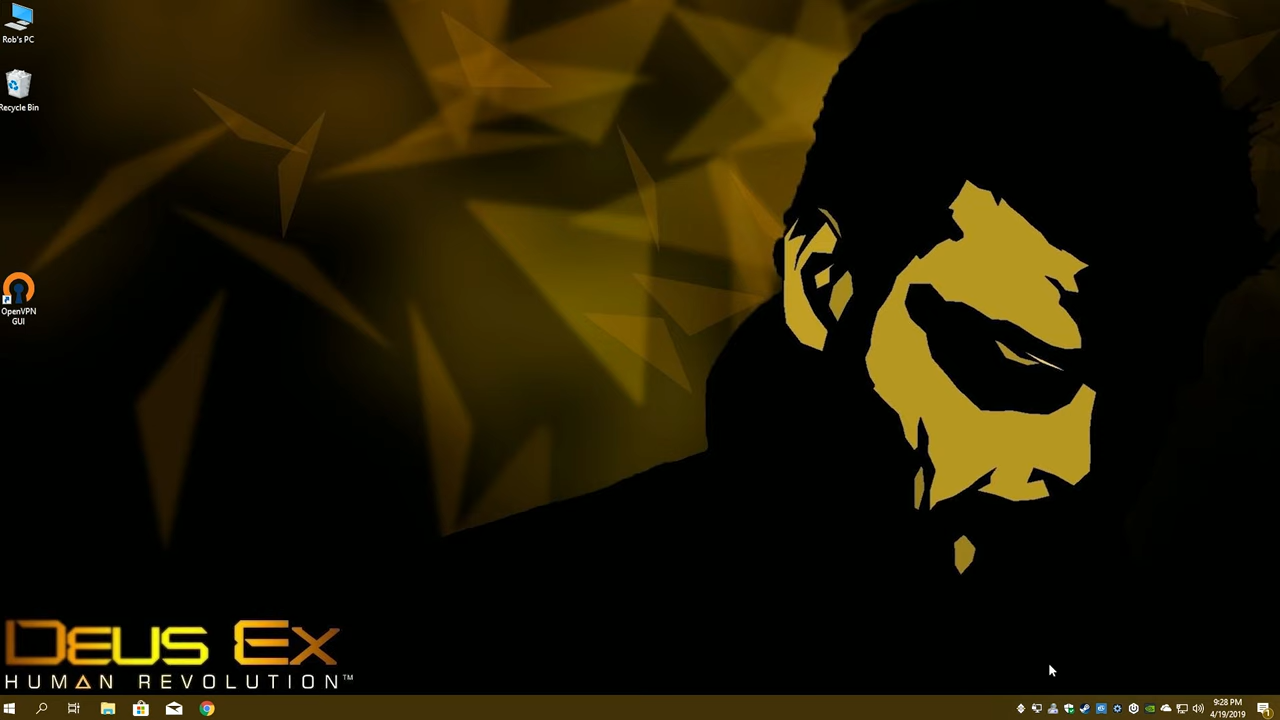 Rob's PC
Recycle Bin
OpenVPN
GUI
DEUS EX
HUMAN REVOLUTION™
9:28 PM
4/19/2019